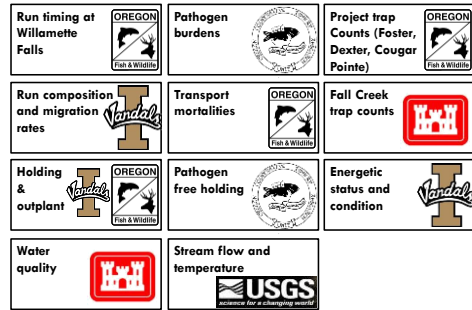 Run timing at
Willamette
Falls
OREGON
Fish & Wildlife
Pathogen
burdens
Project trap
Counts (Foster,
Dexter, Cougar
Pointe)
OREGON
Fish & Wildlife
Run composition
and migration
rates
Vandals
Transport
mortalities
OREGON
Fish & Wildlife
Fall Creek
trap counts
Holding
&
outplant
Vandals
OREGON
Fish & Wildlife
Pathogen
free holding
Energetic
status and
condition
Vandals
Water
quality
Stream flow and
temperature
USGS
science for a changing world